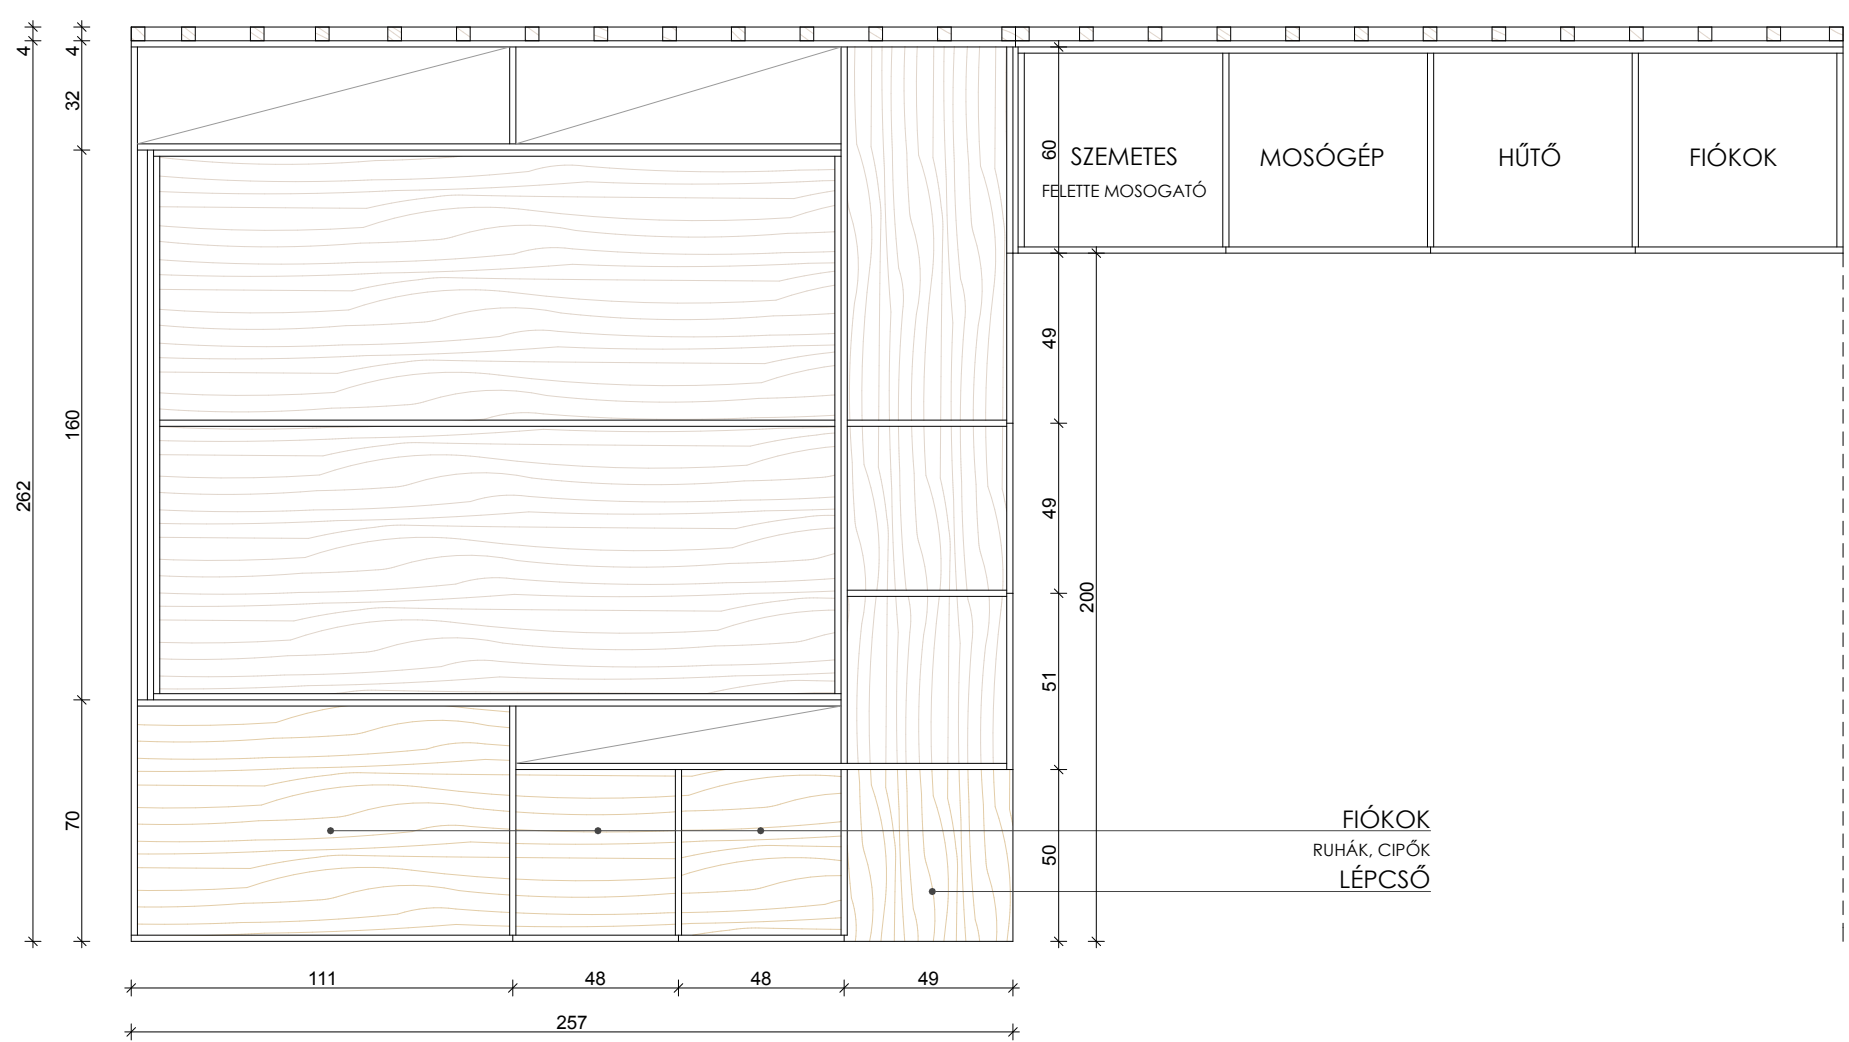 4
4
32
160
262
70
60
SZEMETES
FELETTE MOSOGATÓ
MOSÓGÉP
HŰTŐ
FIÓKOK
49
49
200
51
50
FIÓKOK
RUHÁK, CIPŐK
LÉPCSŐ
111
48
48
49
257